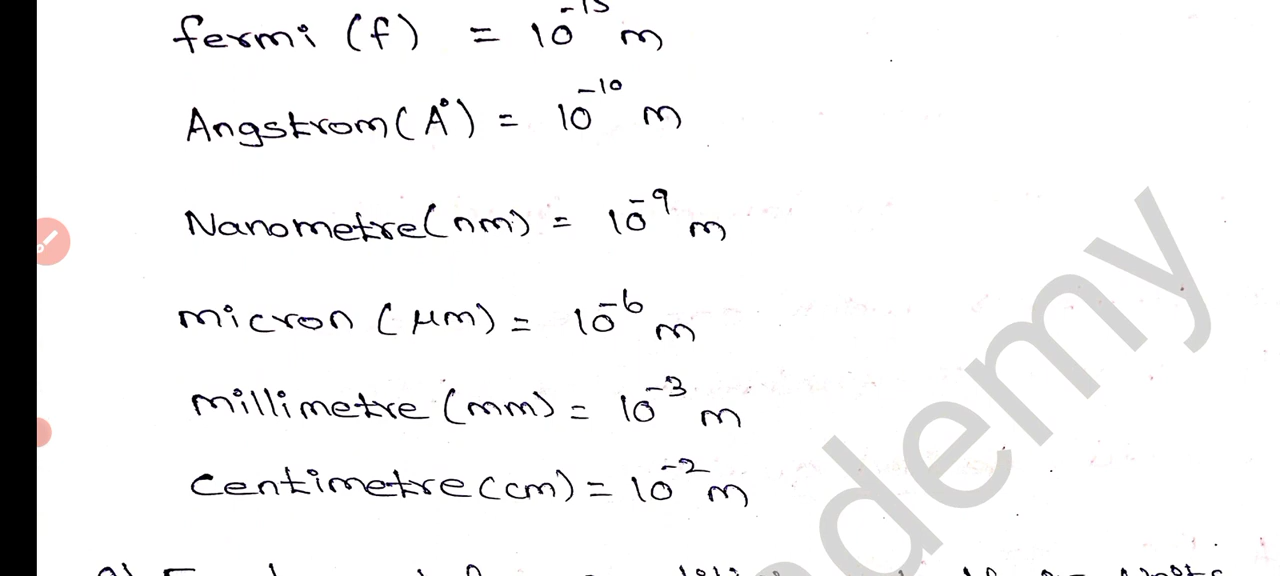 fermi (f) = 10⁻¹⁵ m
Angstrom (Å) = 10⁻¹⁰ m
Nanometre (nm) = 10⁻⁹ m
micron (μm) = 10⁻⁶ m
millimetre (mm) = 10⁻³ m
centimetre (cm) = 10⁻² m
demy